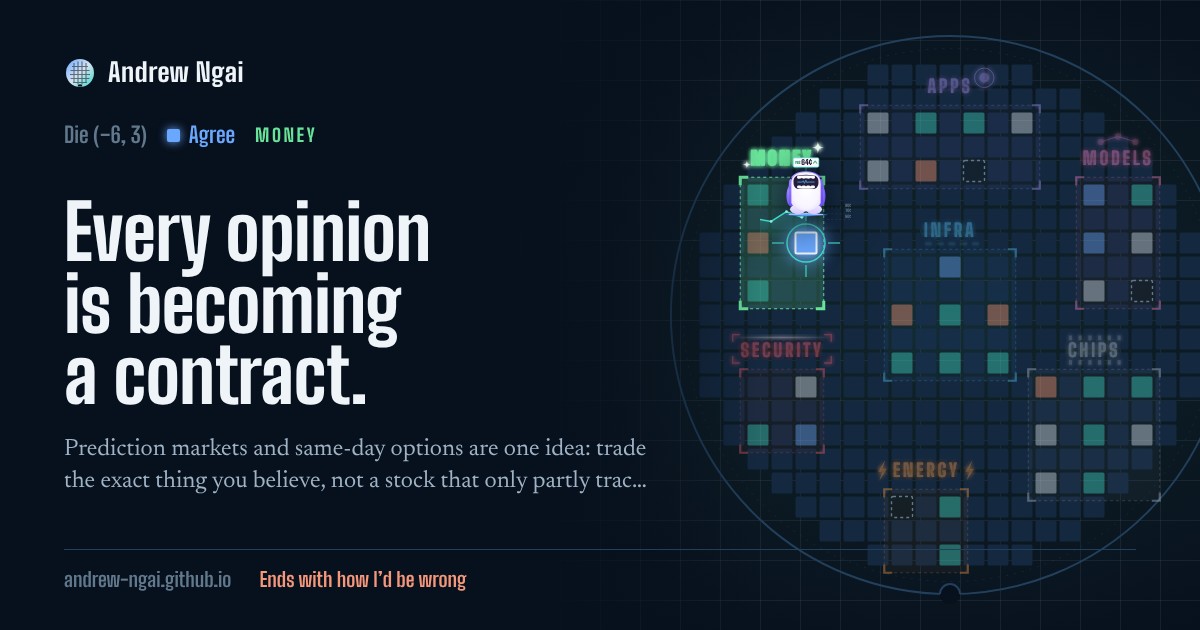 Andrew Ngai
Die (−6, 3) Agree MONEY
Every opinion
is becoming
a contract.
Prediction markets and same-day options are one idea: trade
the exact thing you believe, not a stock that only partly trac...
andrew-ngai.github.io Ends with how I’d be wrong
APPS
MODELS
INFRA
SECURITY
CHIPS
ENERGY